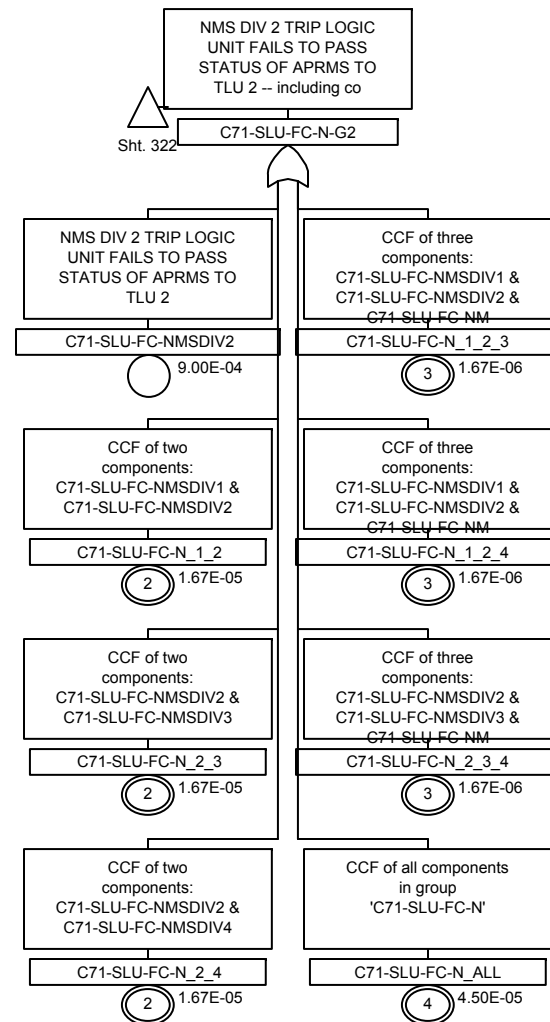 NMS DIV 2 TRIP LOGIC
UNIT FAILS TO PASS
STATUS OF APRMS TO
TLU 2 -- including co
C71-SLU-FC-N-G2
Sht. 322
NMS DIV 2 TRIP LOGIC
UNIT FAILS TO PASS
STATUS OF APRMS TO
TLU 2
C71-SLU-FC-NMSDIV2
9.00E-04
CCF of three
components:
C71-SLU-FC-NMSDIV1 &
C71-SLU-FC-NMSDIV2 &
C71-SLU-FC-NM
C71-SLU-FC-N_1_2_3
3
1.67E-06
CCF of two
components:
C71-SLU-FC-NMSDIV1 &
C71-SLU-FC-NMSDIV2
C71-SLU-FC-N_1_2
2
1.67E-05
CCF of three
components:
C71-SLU-FC-NMSDIV1 &
C71-SLU-FC-NMSDIV2 &
C71-SLU-FC-NM
C71-SLU-FC-N_1_2_4
3
1.67E-06
CCF of two
components:
C71-SLU-FC-NMSDIV2 &
C71-SLU-FC-NMSDIV3
C71-SLU-FC-N_2_3
2
1.67E-05
CCF of three
components:
C71-SLU-FC-NMSDIV2 &
C71-SLU-FC-NMSDIV3 &
C71-SLU-FC-NM
C71-SLU-FC-N_2_3_4
3
1.67E-06
CCF of two
components:
C71-SLU-FC-NMSDIV2 &
C71-SLU-FC-NMSDIV4
C71-SLU-FC-N_2_4
2
1.67E-05
CCF of all components
in group
'C71-SLU-FC-N'
C71-SLU-FC-N_ALL
4
4.50E-05